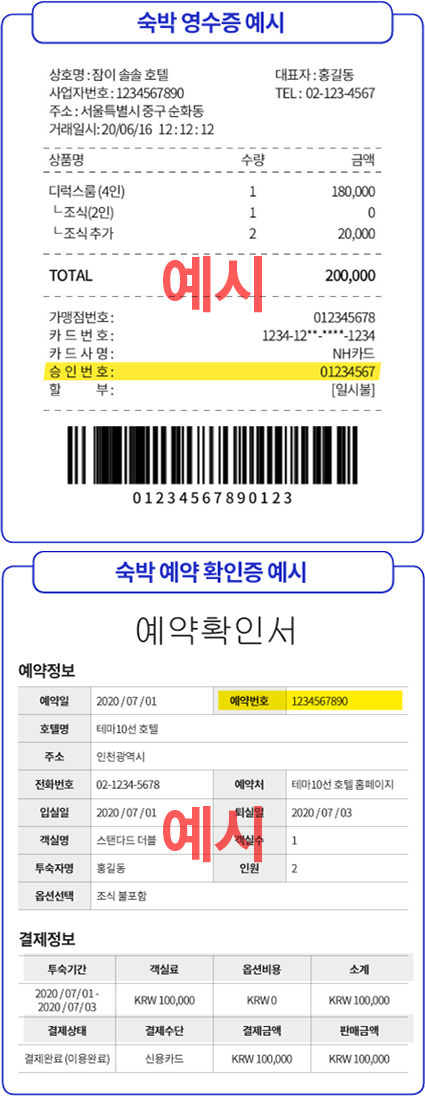 숙박 영수증 예시
상호명 : 잠이 솔솔 호텔 대표자 : 홍길동
사업자번호 : 1234567890 TEL : 02-123-4567
주소 : 서울특별시 중구 순화동
거래일시: 20/06/16 12 : 12 : 12
상품명 수량 금액
디럭스룸 (4인) 1 180,000
ㄴ조식(2인) 1 0
ㄴ조식 추가 2 20,000
예시
TOTAL 200,000
가맹점번호 : 012345678
카 드 번 호 : 1234-12**-****-1234
카 드 사 명 : NH카드
승 인 번 호 : 01234567
할 부 : [일시불]
01234567890123
숙박 예약 확인증 예시
예약확인서
예약정보
예약일 2020 / 07 / 01 예약번호 1234567890
호텔명 테마10선 호텔
주소 인천광역시
전화번호 02-1234-5678 예약처 테마10선 호텔 홈페이지
입실일 2020 / 07 / 01 퇴실일 2020 / 07 / 03
예시
객실명 스탠다드 더블 객실수 1
투숙자명 홍길동 인원 2
옵션선택 조식 불포함
결제정보
투숙기간 객실료 옵션비용 소계
2020 / 07/ 01 -
2020 / 07/ 03 KRW 100,000 KRW 0 KRW 100,000
결제상태 결제수단 결제금액 판매금액
결제완료 (이용완료) 신용카드 KRW 100,000 KRW 100,000